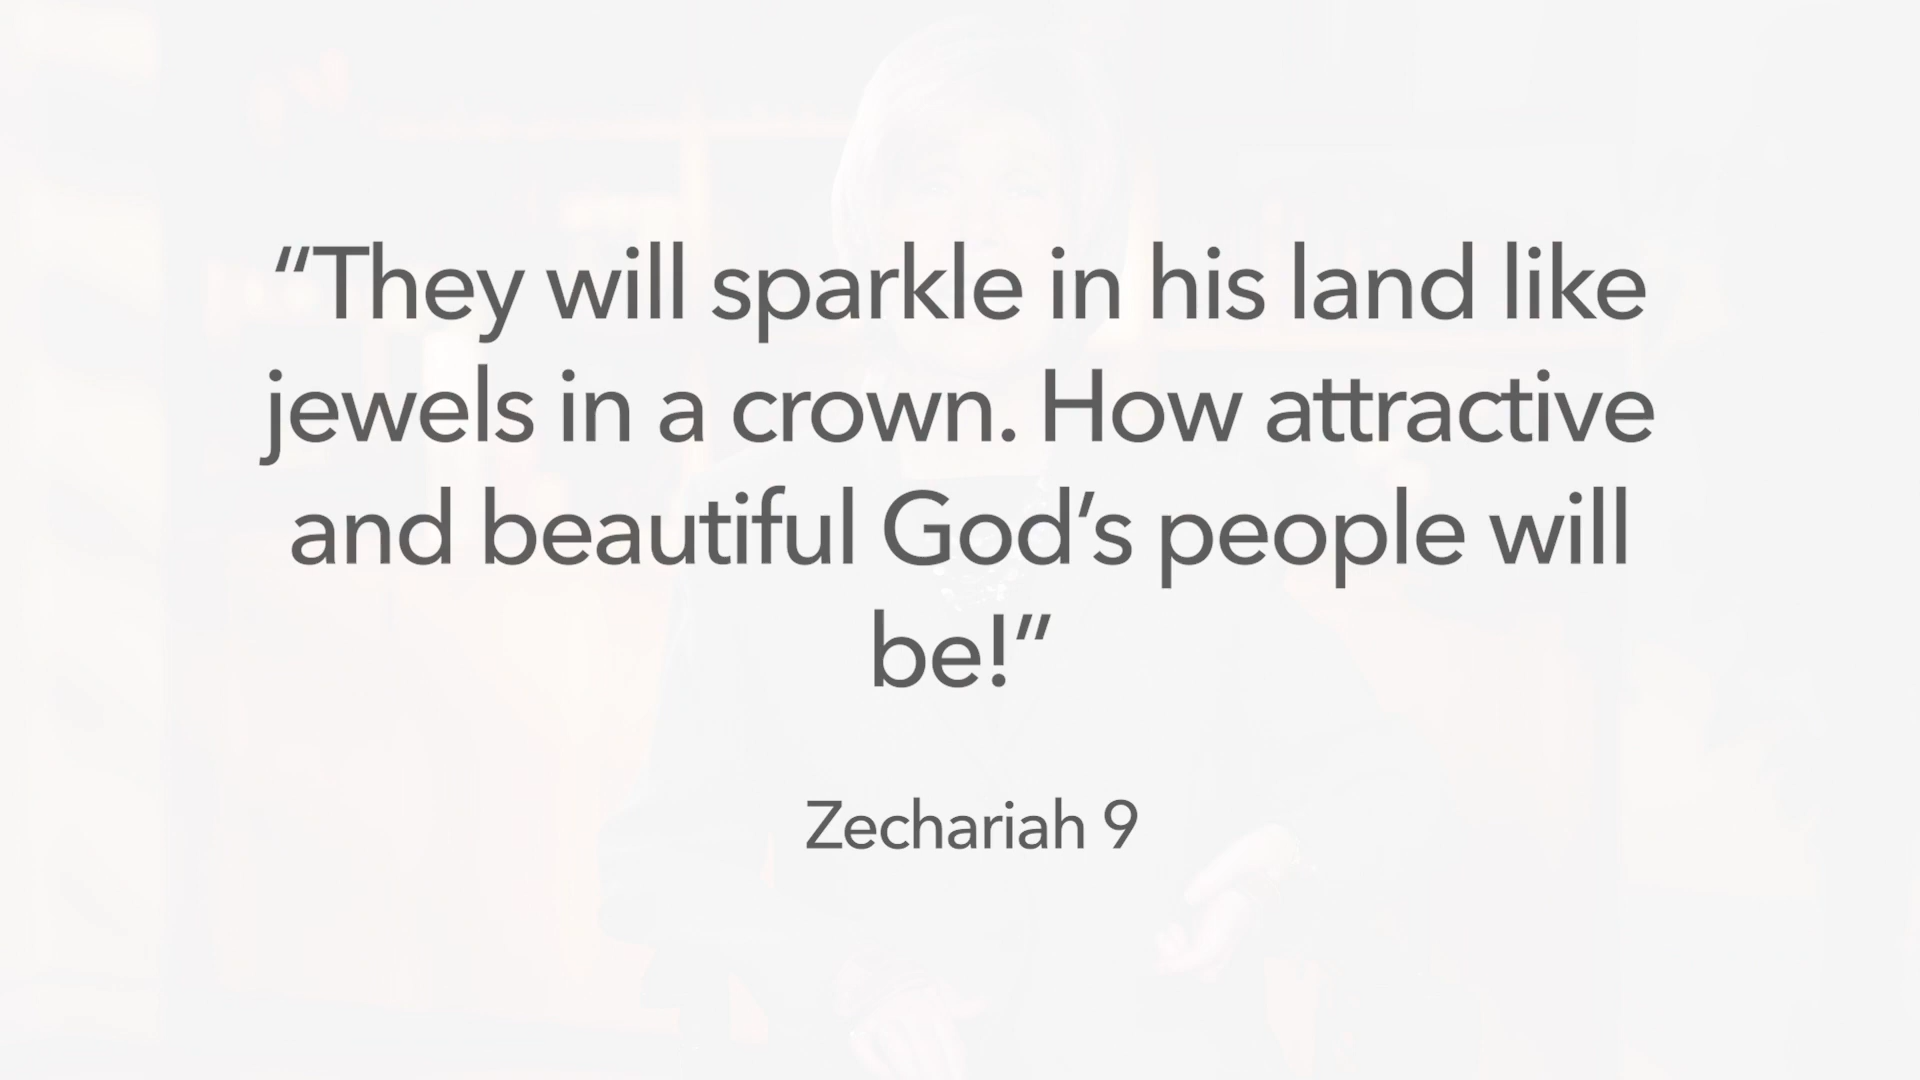 “They will sparkle in his land like
jewels in a crown. How attractive
and beautiful God’s people will
be!”
Zechariah 9